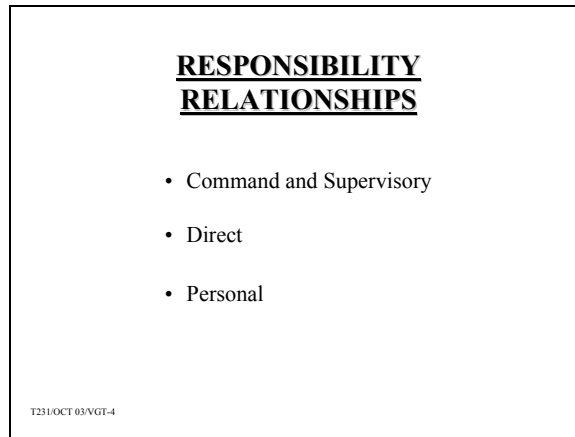 RESPONSIBILITY
RELATIONSHIPS
• Command and Supervisory
• Direct
• Personal
T231/OCT 03/VGT-4